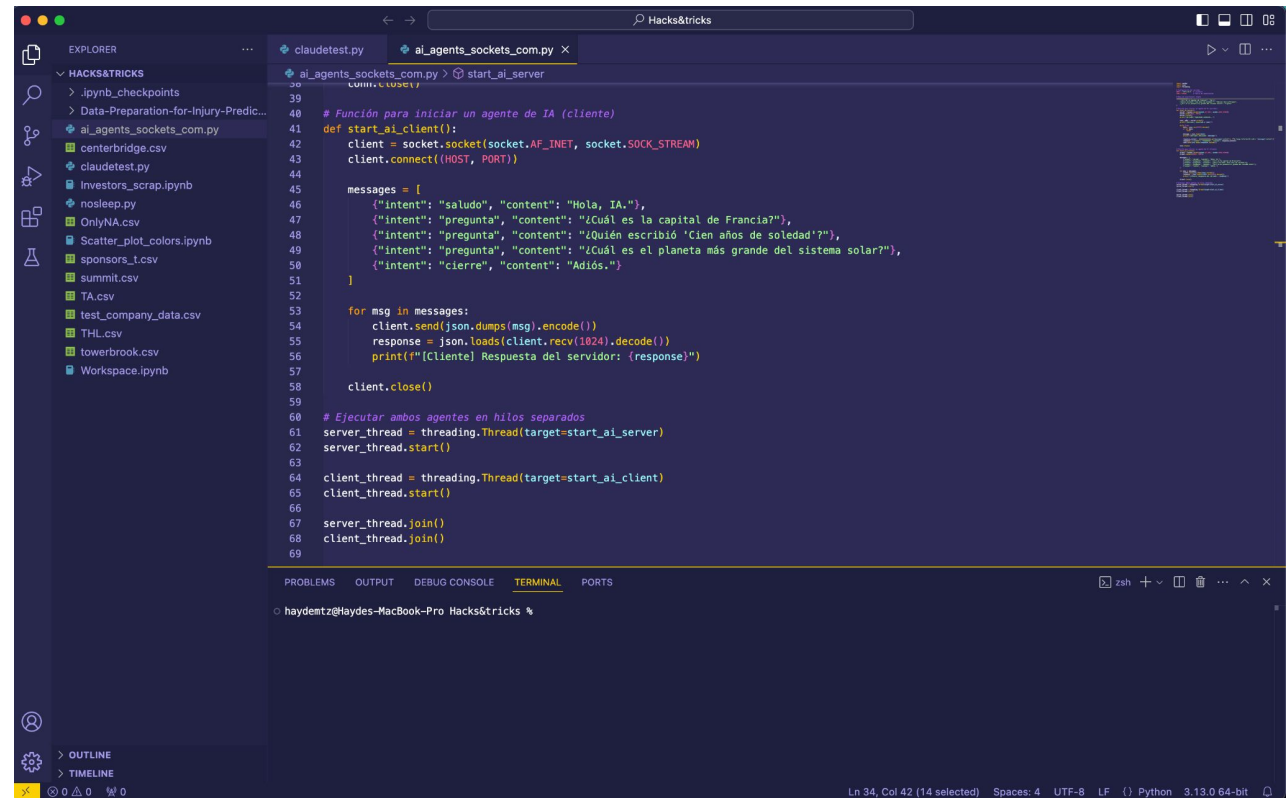 Hacks&tricks
EXPLORER
claudetest.py
ai_agents_sockets_com.py
HACKS&TRICKS
.ipynb_checkpoints
Data-Preparation-for-Injury-Predic...
ai_agents_sockets_com.py
centerbridge.csv
claudetest.py
Investors_scrap.ipynb
nosleep.py
OnlyNA.csv
Scatter_plot_colors.ipynb
sponsors_t.csv
summit.csv
TA.csv
test_company_data.csv
THL.csv
towerbrook.csv
Workspace.ipynb
OUTLINE
TIMELINE
ai_agents_sockets_com.py > start_ai_server
38 conn.close()
39
40 # Función para iniciar un agente de IA (cliente)
41 def start_ai_client():
42 client = socket.socket(socket.AF_INET, socket.SOCK_STREAM)
43 client.connect((HOST, PORT))
44
45 messages = [
46 {"intent": "saludo", "content": "Hola, IA."},
47 {"intent": "pregunta", "content": "¿Cuál es la capital de Francia?"},
48 {"intent": "pregunta", "content": "¿Quién escribió 'Cien años de soledad'?"},
49 {"intent": "pregunta", "content": "¿Cuál es el planeta más grande del sistema solar?"},
50 {"intent": "cierre", "content": "Adiós."}
51 ]
52
53 for msg in messages:
54 client.send(json.dumps(msg).encode())
55 response = json.loads(client.recv(1024).decode())
56 print(f"[Cliente] Respuesta del servidor: {response}")
57
58 client.close()
59
60 # Ejecutar ambos agentes en hilos separados
61 server_thread = threading.Thread(target=start_ai_server)
62 server_thread.start()
63
64 client_thread = threading.Thread(target=start_ai_client)
65 client_thread.start()
66
67 server_thread.join()
68 client_thread.join()
69
PROBLEMS OUTPUT DEBUG CONSOLE TERMINAL PORTS
zsh
haydemtz@Haydes-MacBook-Pro Hacks&tricks %
0 0 0
Ln 34, Col 42 (14 selected) Spaces: 4 UTF-8 LF {} Python 3.13.0 64-bit